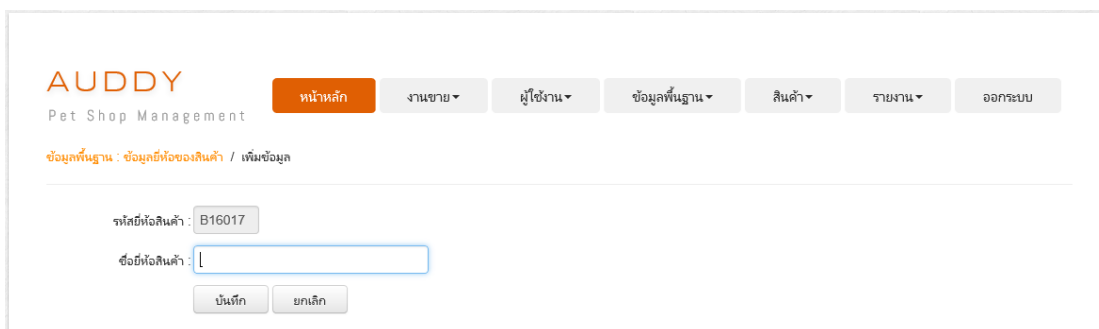 AUDDY
Pet Shop Management
หน้าหลัก งานขาย ผู้ใช้งาน ข้อมูลพื้นฐาน สินค้า รายงาน ออกระบบ
ข้อมูลพื้นฐาน : ข้อมูลยี่ห้อของสินค้า / เพิ่มข้อมูล
รหัสยี่ห้อสินค้า : B16017
ชื่อยี่ห้อสินค้า :
บันทึก ยกเลิก